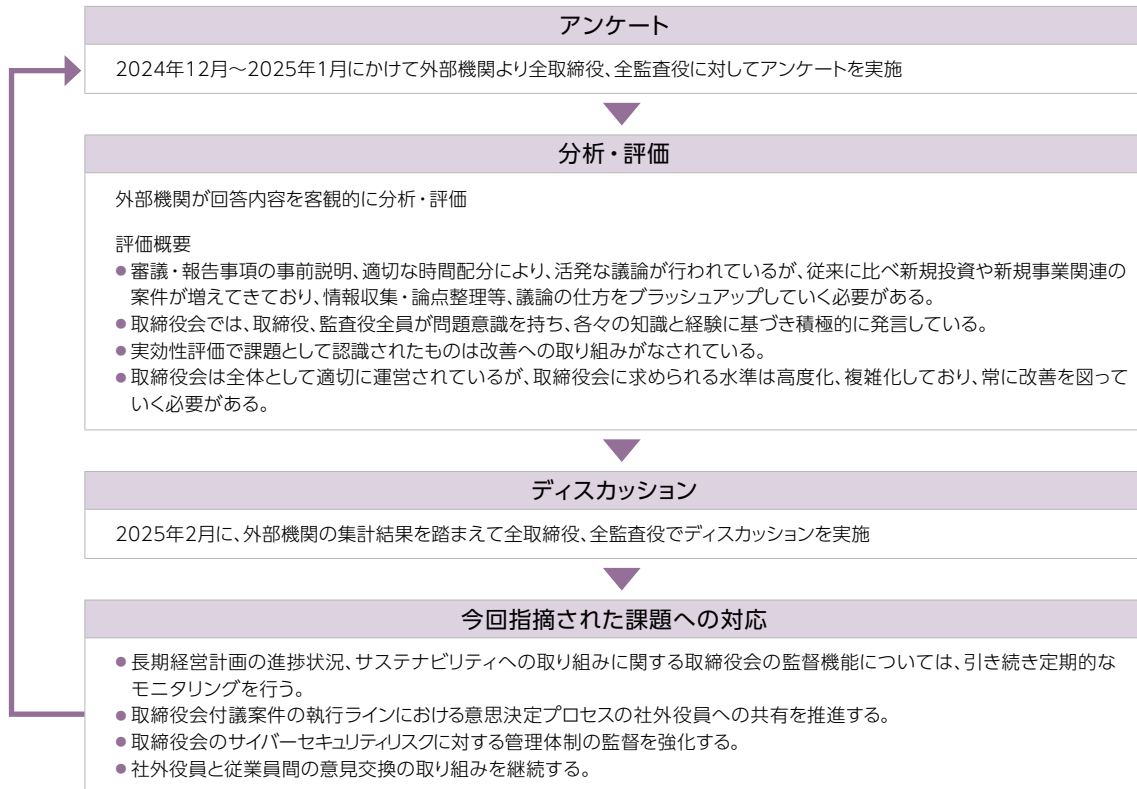 アンケート
2024年12月～2025年1月にかけて外部機関より全取締役、全監査役に対してアンケートを実施
分析・評価
外部機関が回答内容を客観的に分析・評価
評価概要
●審議・報告事項の事前説明、適切な時間配分により、活発な議論が行われているが、従来に比べ新規投資や新規事業関連の
案件が増えてきており、情報収集・論点整理等、議論の仕方をブラッシュアップしていく必要がある。
●取締役会では、取締役、監査役全員が問題意識を持ち、各々の知識と経験に基づき積極的に発言している。
●実効性評価で課題として認識されたものは改善への取り組みがなされている。
●取締役会は全体として適切に運営されているが、取締役会に求められる水準は高度化、複雑化しており、常に改善を図って
いく必要がある。
ディスカッション
2025年2月に、外部機関の集計結果を踏まえて全取締役、全監査役でディスカッションを実施
今回指摘された課題への対応
●長期経営計画の進捗状況、サステナビリティへの取り組みに関する取締役会の監督機能については、引き続き定期的な
モニタリングを行う。
●取締役会付議案件の執行ラインにおける意思決定プロセスの社外役員への共有を推進する。
●取締役会のサイバーセキュリティリスクに対する管理体制の監督を強化する。
●社外役員と従業員間の意見交換の取り組みを継続する。